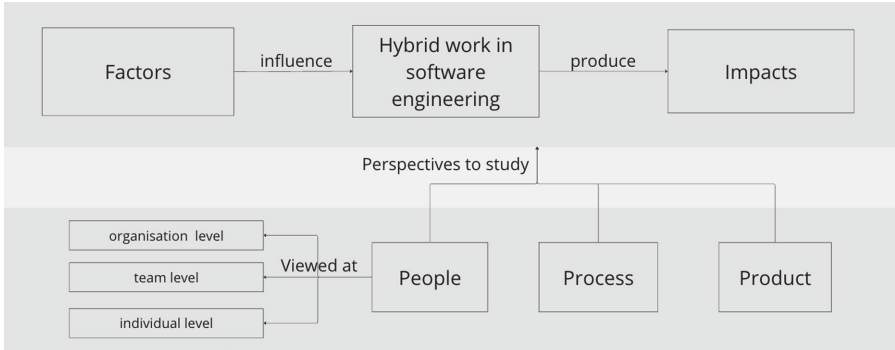 Factors
influence
Hybrid work in
software
engineering
produce
Impacts
Perspectives to study
organisation level
team level
individual level
Viewed at
People
Process
Product